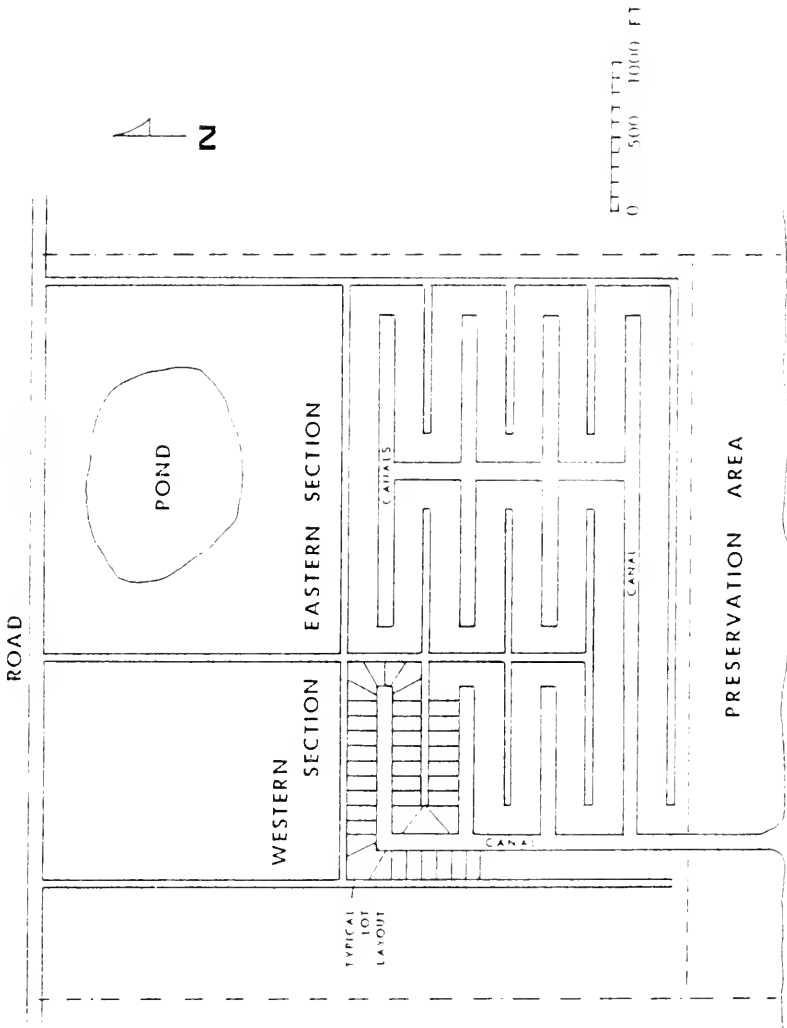 ROAD
N
POND
EASTERN SECTION
WESTERN
SECTION
CANALS
CANAL
CANAL
TYPICAL
LOT
LAYOUT
PRESERVATION AREA
0 500 1000 FT